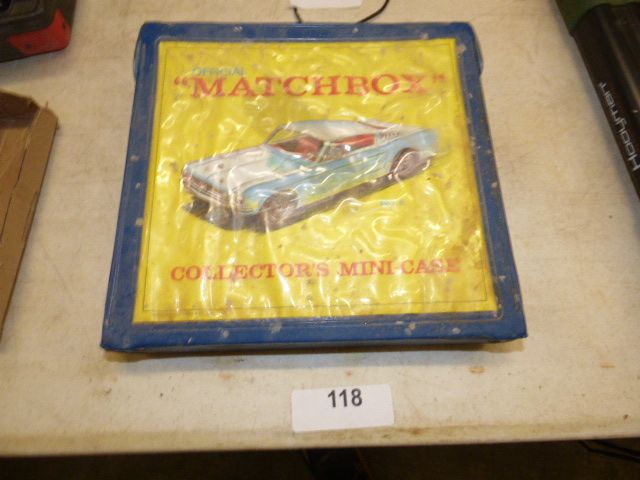 OFFICIAL
"MATCHBOX"
COLLECTOR'S MINI-CASE
118